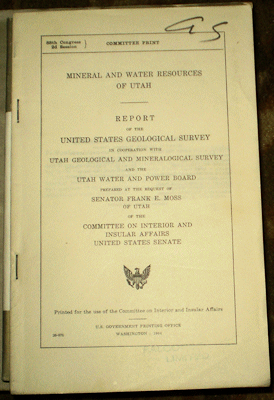 88th Congress
2d Session
COMMITTEE PRINT
MINERAL AND WATER RESOURCES
OF UTAH
REPORT
OF THE
UNITED STATES GEOLOGICAL SURVEY
IN COOPERATION WITH
UTAH GEOLOGICAL AND MINERALOGICAL SURVEY
AND THE
UTAH WATER AND POWER BOARD
PREPARED AT THE REQUEST OF
SENATOR FRANK E. MOSS
OF UTAH
OF THE
COMMITTEE ON INTERIOR AND
INSULAR AFFAIRS
UNITED STATES SENATE
Printed for the use of the Committee on Interior and Insular Affairs
U.S. GOVERNMENT PRINTING OFFICE
WASHINGTON : 1964